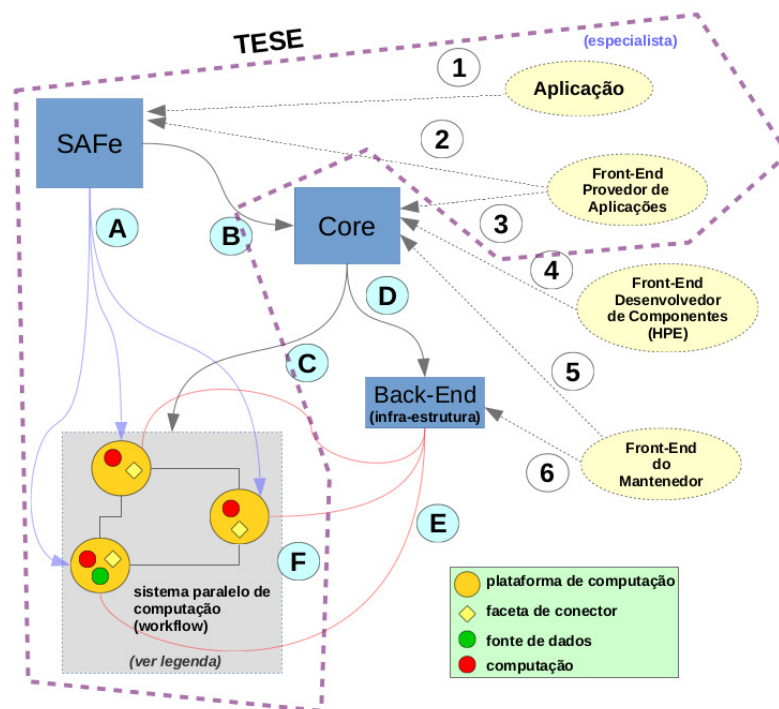 TESE
(especialista)
1
Aplicação
SAFe
2
Front-End
Provedor de
Aplicações
A
B
Core
3
4
D
Front-End
Desenvolvedor
de Componentes
(HPE)
C
5
Back-End
(infra-estrutura)
6
Front-End
do
Mantenedor
E
F
sistema paralelo de
computação
(workflow)
(ver legenda)
plataforma de computação
faceta de conector
fonte de dados
computação